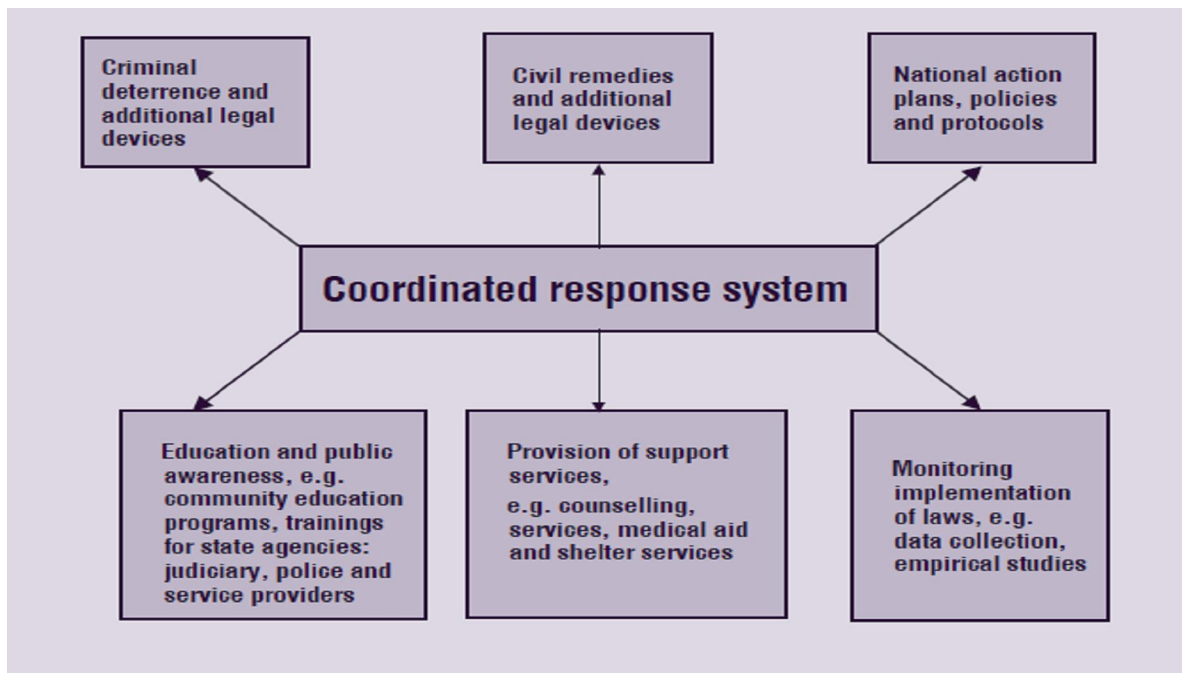 Criminal
deterrence and
additional legal
devices
Civil remedies
and additional
legal devices
National action
plans, policies
and protocols
Coordinated response system
Education and public
awareness, e.g.
community education
programs, trainings
for state agencies:
judiciary, police and
service providers
Provision of support
services,
e.g. counselling,
services, medical aid
and shelter services
Monitoring
implementation
of laws, e.g.
data collection,
empirical studies